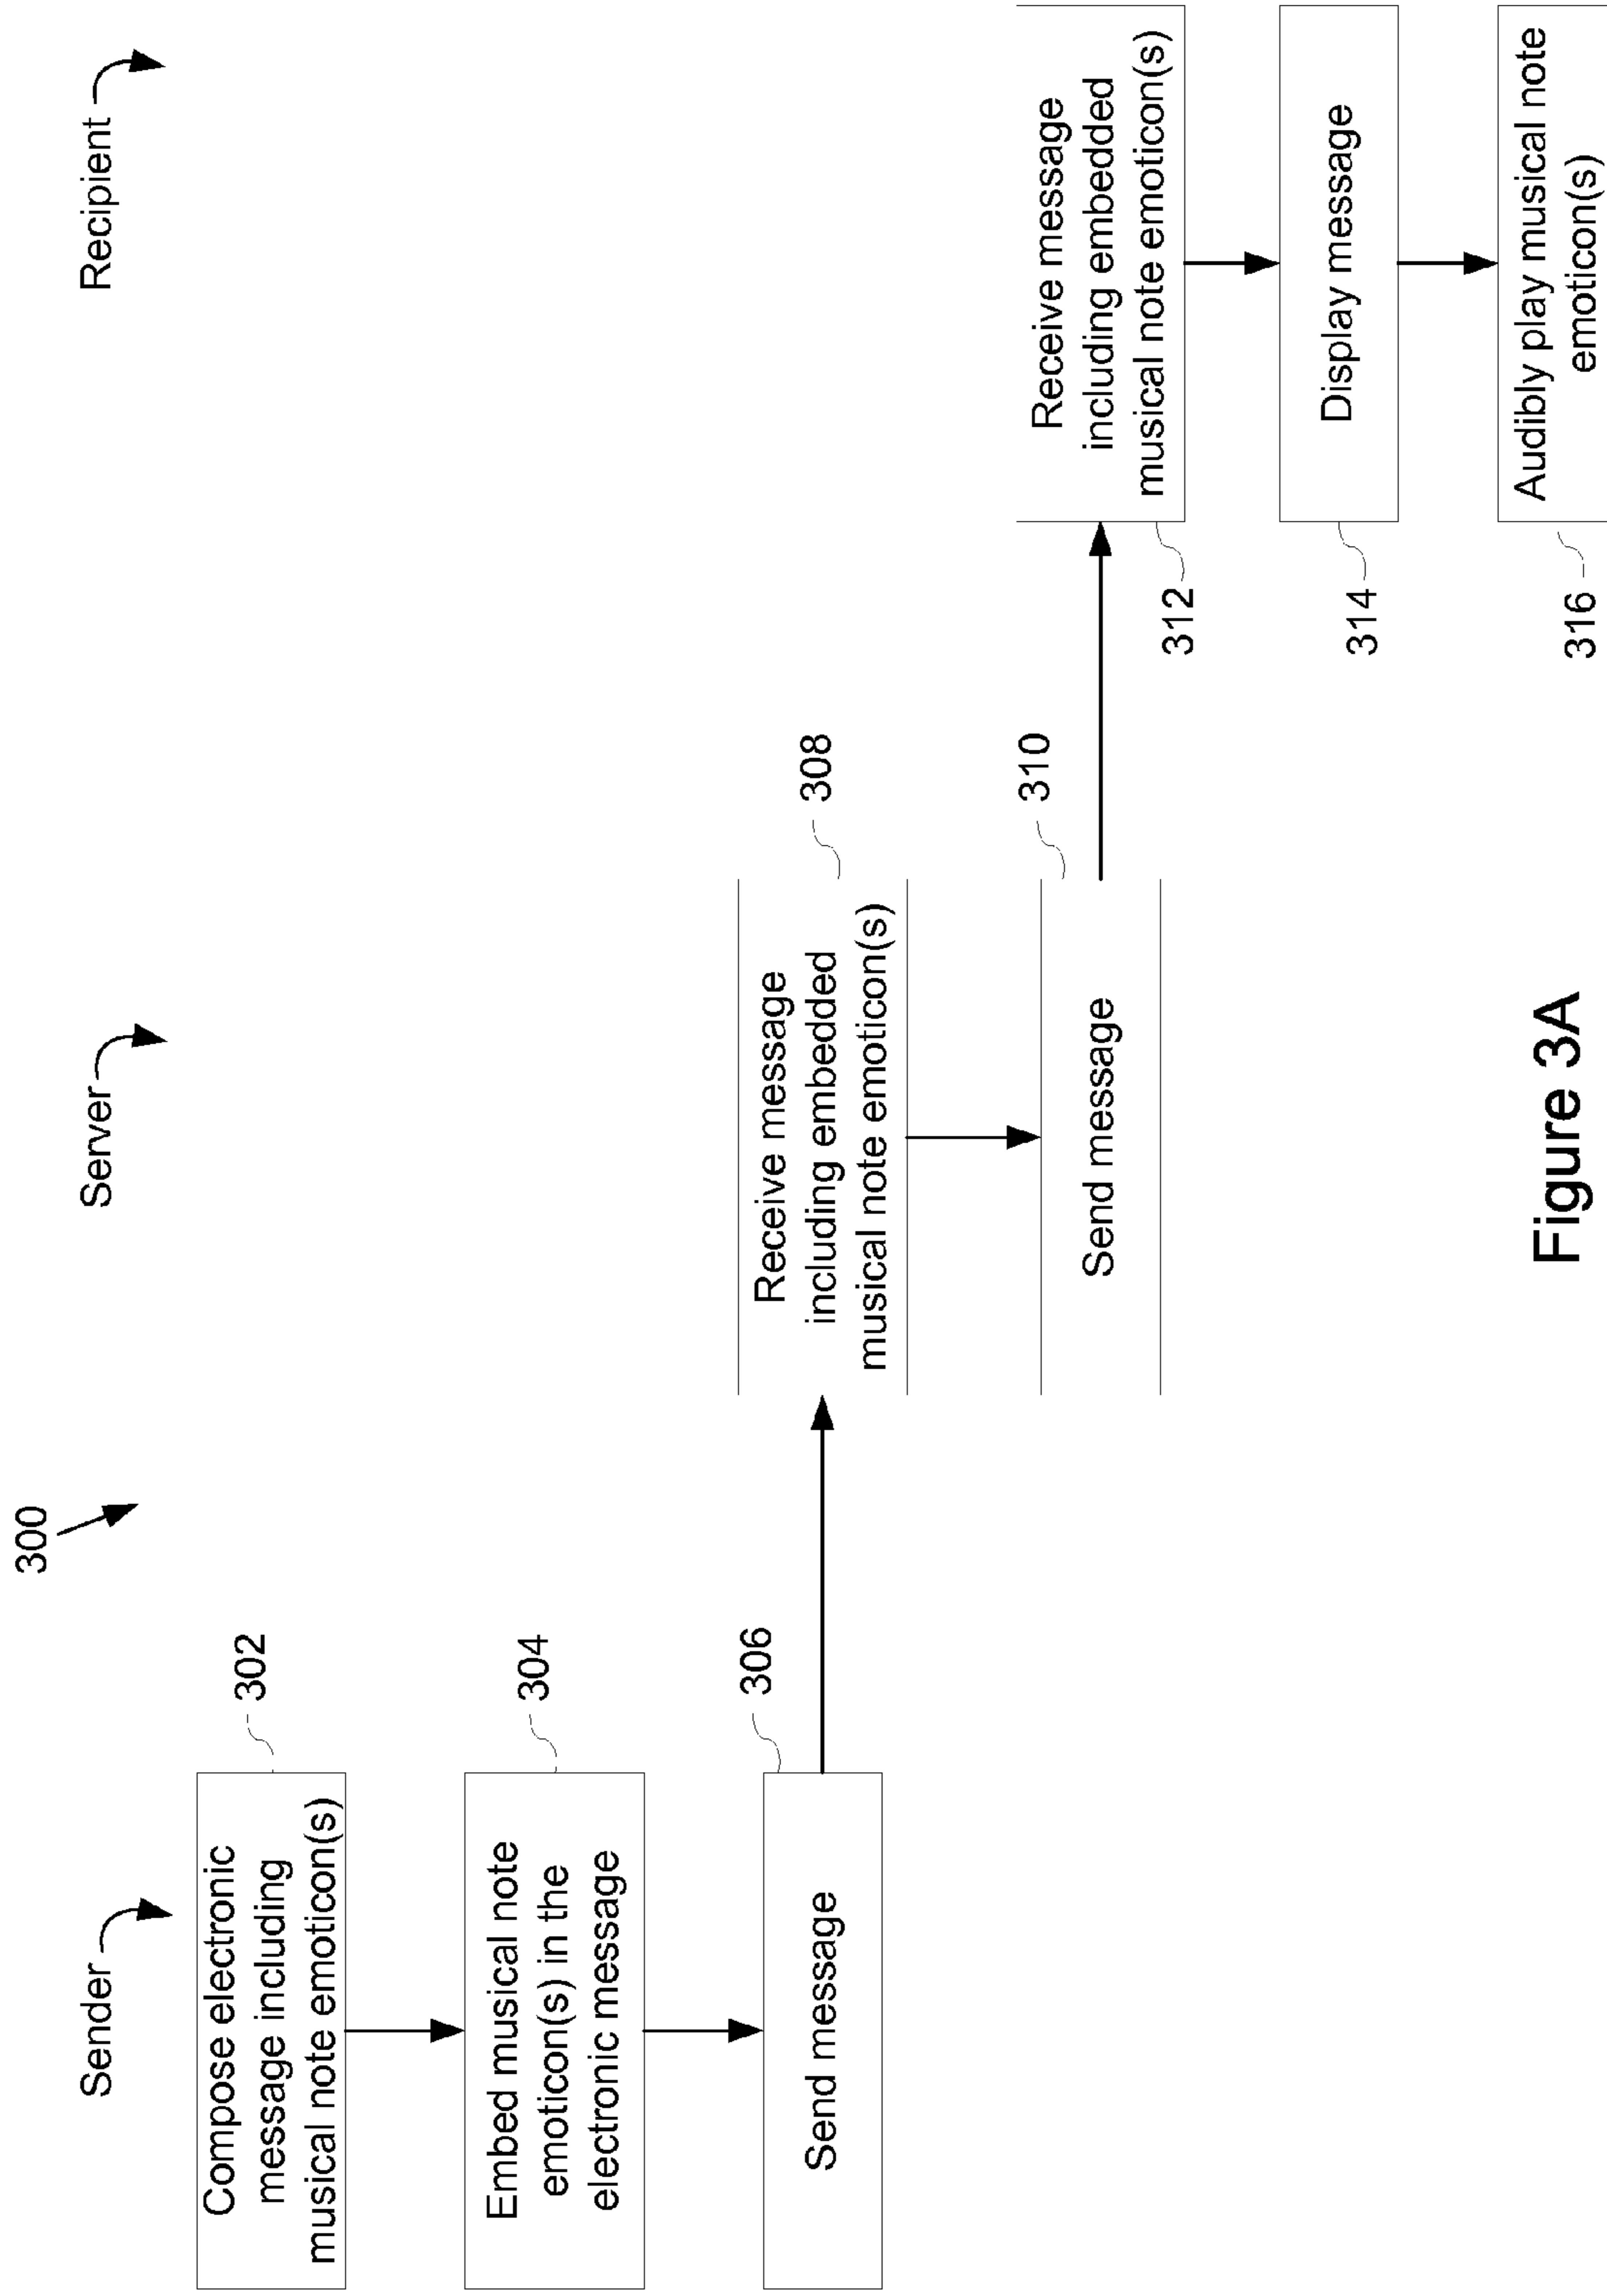 300
Sender
Server
Recipient
Compose electronic
message including
musical note emoticon(s)
302
Embed musical note
emoticon(s) in the
electronic message
304
Send message
306
Receive message
including embedded
musical note emoticon(s)
308
Send message
310
Receive message
including embedded
musical note emoticon(s)
312
Display message
314
Audibly play musical note
emoticon(s)
316
Figure 3A